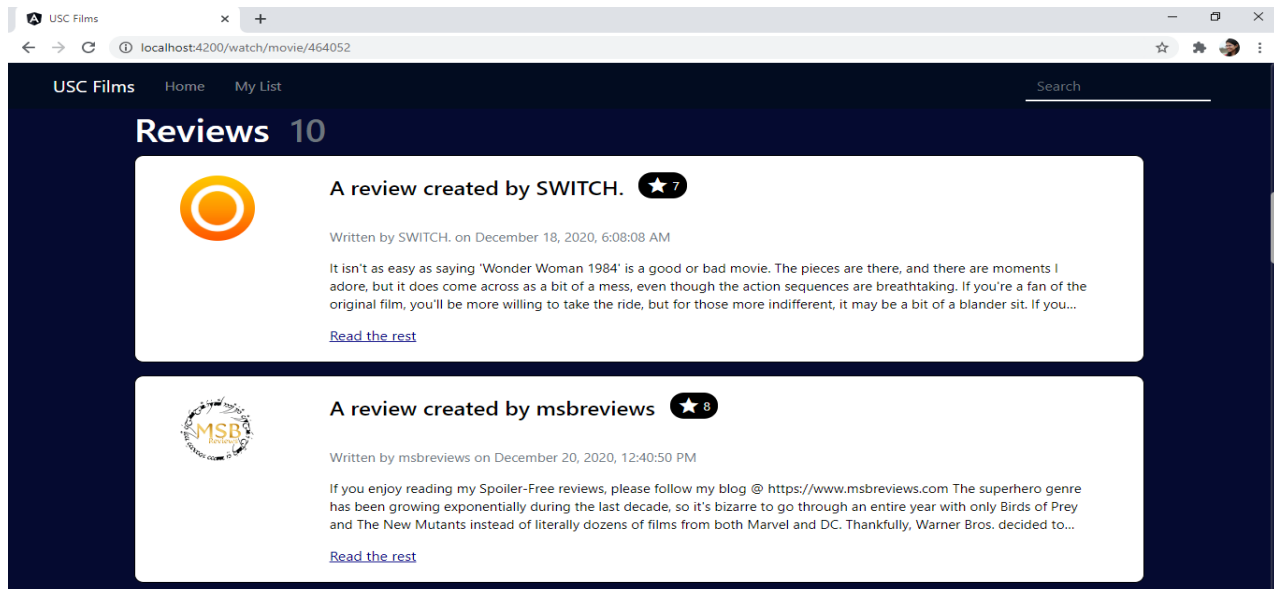 USC Films
localhost:4200/watch/movie/464052
USC Films Home My List Search
Reviews 10
A review created by SWITCH. 7
Written by SWITCH. on December 18, 2020, 6:08:08 AM
It isn't as easy as saying 'Wonder Woman 1984' is a good or bad movie. The pieces are there, and there are moments I
adore, but it does come across as a bit of a mess, even though the action sequences are breathtaking. If you're a fan of the
original film, you'll be more willing to take the ride, but for those more indifferent, it may be a bit of a blander sit. If you...
Read the rest
A review created by msbreviews 8
MSB
Reviews
Written by msbreviews on December 20, 2020, 12:40:50 PM
If you enjoy reading my Spoiler-Free reviews, please follow my blog @ https://www.msbreviews.com The superhero genre
has been growing exponentially during the last decade, so it's bizarre to go through an entire year with only Birds of Prey
and The New Mutants instead of literally dozens of films from both Marvel and DC. Thankfully, Warner Bros. decided to...
Read the rest